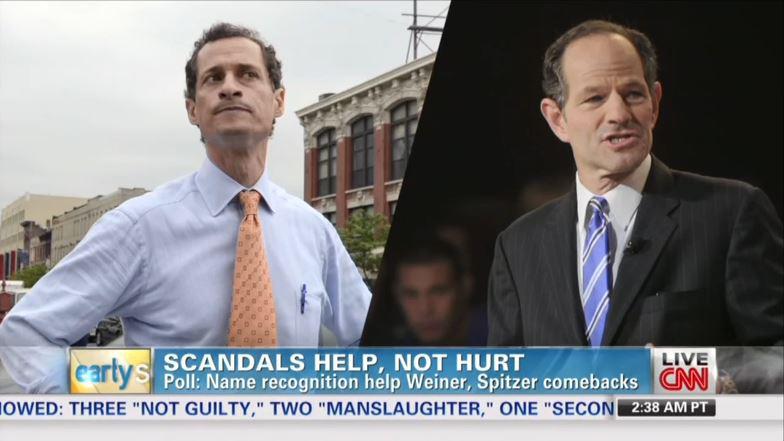 SCANDALS HELP, NOT HURT
early s
Poll: Name recognition help Weiner, Spitzer comebacks
LIVE
CNN
HOWED: THREE "NOT GUILTY," TWO "MANSLAUGHTER," ONE "SECON
2:38 AM PT